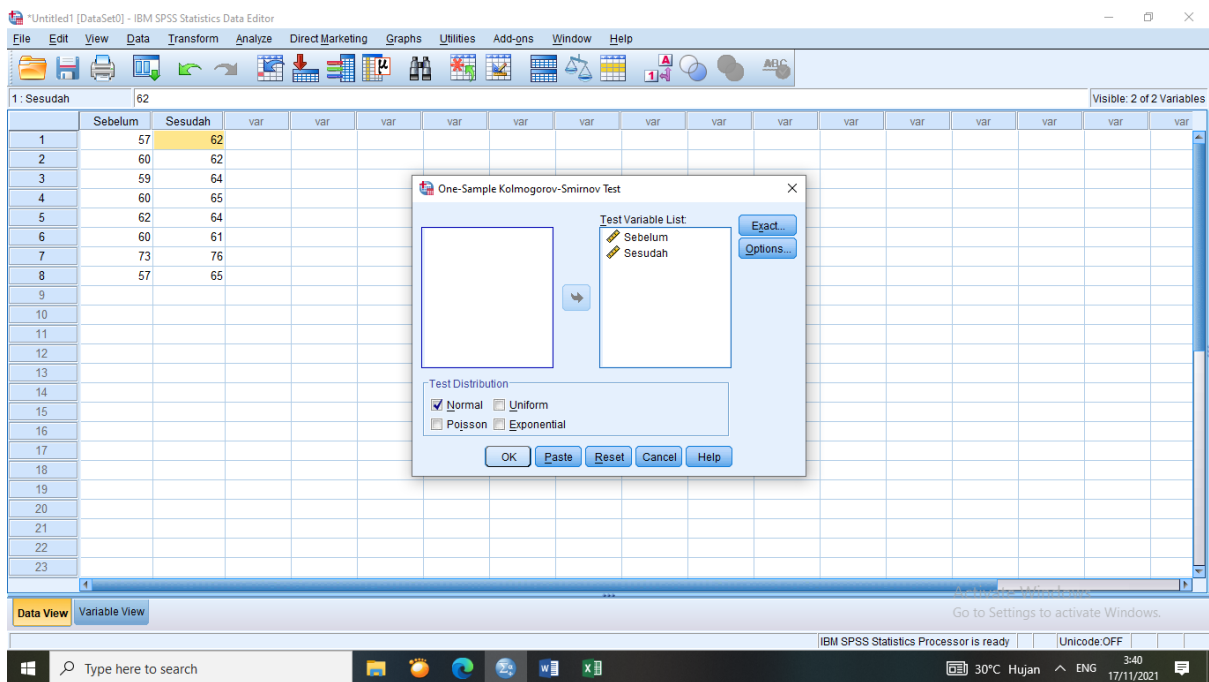 *Untitled1 [DataSet0] - IBM SPSS Statistics Data Editor
File Edit View Data Transform Analyze Direct Marketing Graphs Utilities Add-ons Window Help
1 : Sesudah 62 Visible: 2 of 2 Variables
Sebelum Sesudah var var var var var var var var var var var var var var var
1 57 62
2 60 62
3 59 64
4 60 65
5 62 64
6 60 61
7 73 76
8 57 65
9
10
11
12
13
14
15
16
17
18
19
20
21
22
23
One-Sample Kolmogorov-Smirnov Test
Test Variable List:
Sebelum
Sesudah
Exact...
Options...
Test Distribution
Normal Uniform
Poisson Exponential
OK Paste Reset Cancel Help
Data View Variable View
Go to Settings to activate Windows.
IBM SPSS Statistics Processor is ready Unicode:OFF
Type here to search
30°C Hujan ENG 3:40
17/11/2021